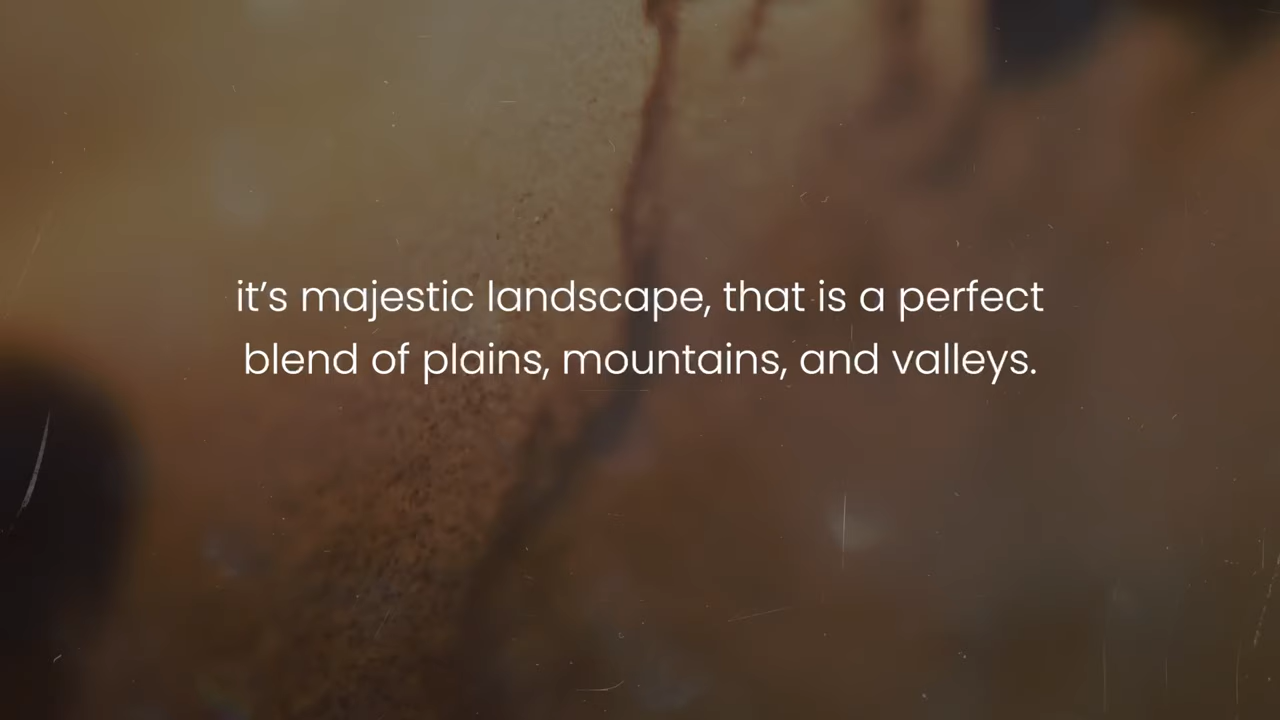 it’s majestic landscape, that is a perfect
blend of plains, mountains, and valleys.